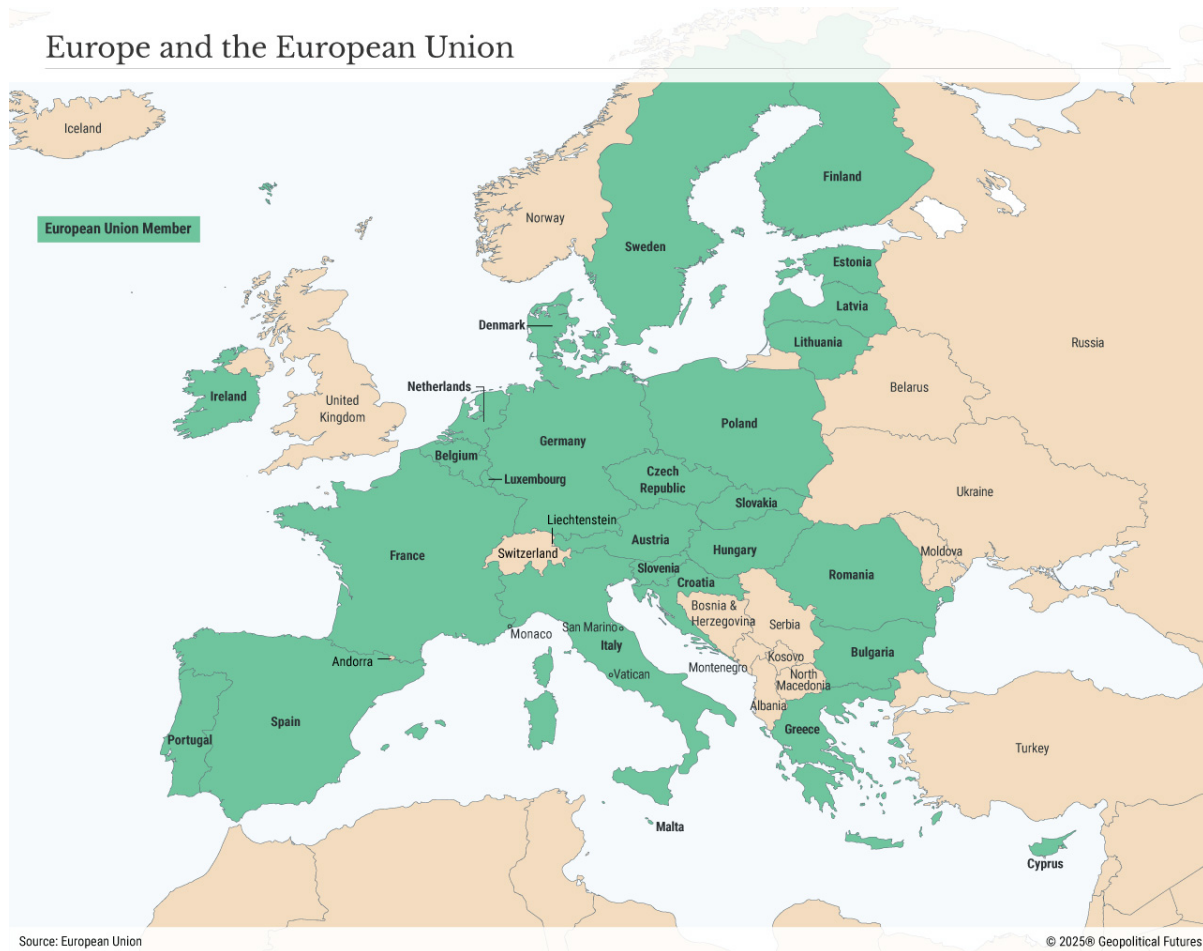 Europe and the European Union
Iceland
European Union Member
Norway
Sweden
Finland
Estonia
Latvia
Lithuania
Denmark
Russia
Belarus
Netherlands
Ireland
United
Kingdom
Germany
Poland
Belgium
Luxembourg
Czech
Republic
Ukraine
Slovakia
Liechtenstein
Austria
Switzerland
France
Hungary
Moldova
Slovenia
Croatia
Romania
Bosnia &
Herzegovina
Serbia
San Marino
Monaco
Italy
Bulgaria
Kosovo
Andorra
Montenegro
Vatican
North
Macedonia
Albania
Spain
Portugal
Greece
Turkey
Malta
Cyprus
Source: European Union
© 2025® Geopolitical Futures